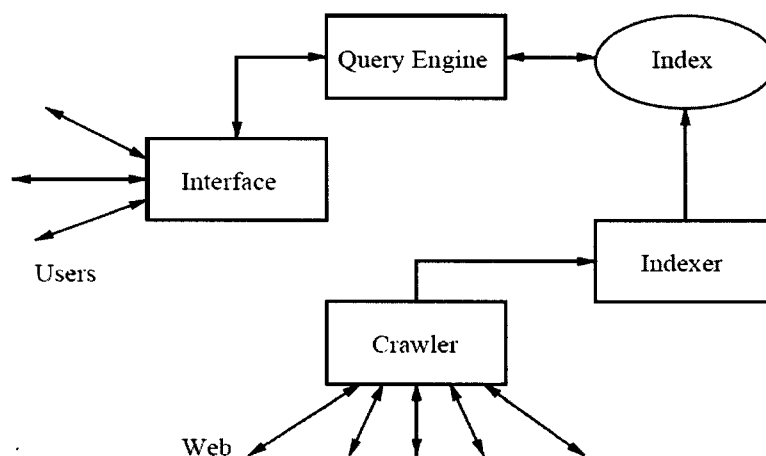 Query Engine
Index
Interface
Users
Indexer
Crawler
Web